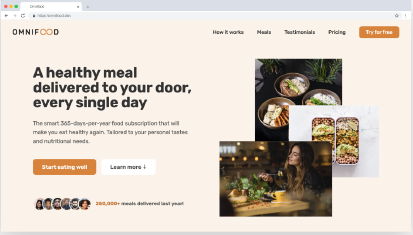 Omnifood
https://omnifood.dev
OMNIFOOD
How it works
Meals
Testimonials
Pricing
Try for free
A healthy meal
delivered to your door,
every single day
The smart 365-days-per-year food subscription that will
make you eat healthy again. Tailored to your personal tastes
and nutritional needs.
Start eating well
Learn more ↓
250,000+ meals delivered last year!